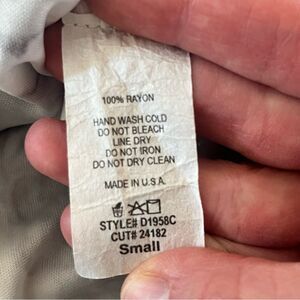 100% RAYON
HAND WASH COLD
DO NOT BLEACH
LINE DRY
DO NOT IRON
DO NOT DRY CLEAN
MADE IN U.S.A.
STYLE# D1958C
CUT# 24182
Small